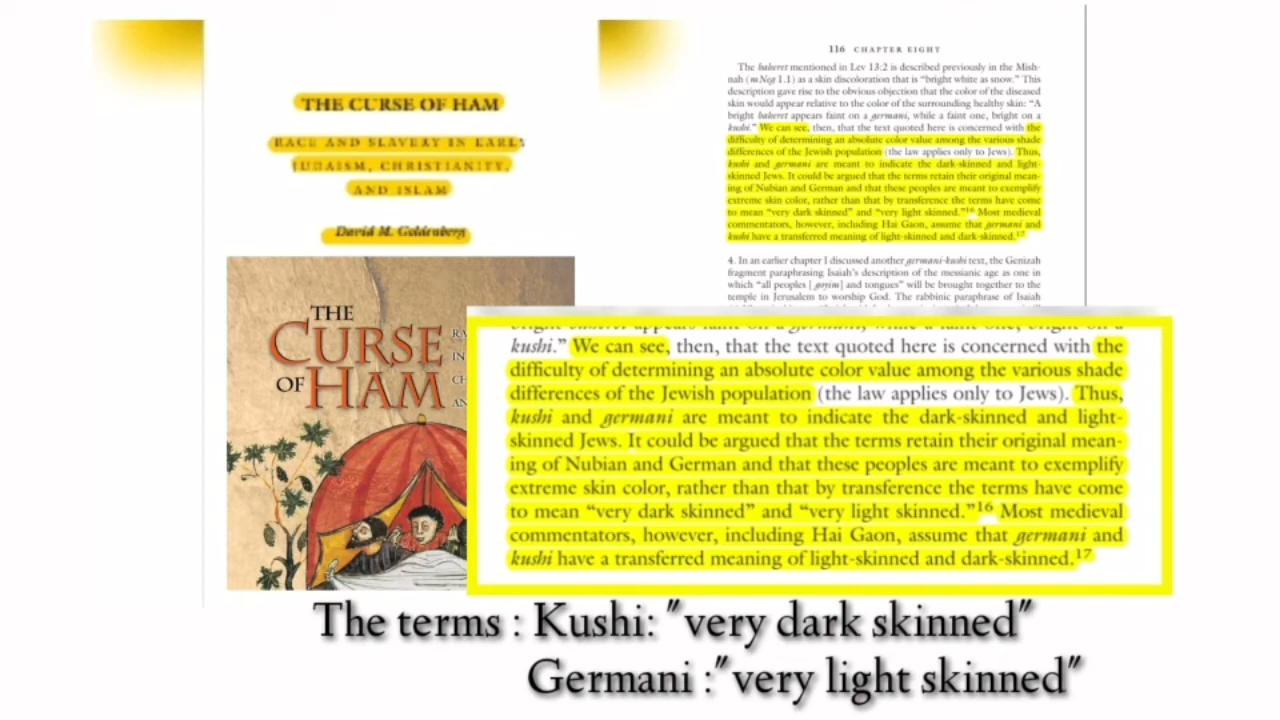 THE CURSE OF HAM
RACE AND SLAVERY IN EARLY
JUDAISM, CHRISTIANITY,
AND ISLAM
David M. Goldenberg
THE
CURSE
OF HAM
RA
IN
CH
AN
116 CHAPTER EIGHT
The baheret mentioned in Lev 13:2 is described previously in the Mish-
nah (mNeg 1.1) as a skin discoloration that is “bright white as snow.” This
description gave rise to the obvious objection that the color of the diseased
skin would appear relative to the color of the surrounding healthy skin: “A
bright baheret appears faint on a germani, while a faint one, bright on a
kushi.” We can see, then, that the text quoted here is concerned with the
difficulty of determining an absolute color value among the various shade
differences of the Jewish population (the law applies only to Jews). Thus,
kushi and germani are meant to indicate the dark-skinned and light-
skinned Jews. It could be argued that the terms retain their original mean-
ing of Nubian and German and that these peoples are meant to exemplify
extreme skin color, rather than that by transference the terms have come
to mean “very dark skinned” and “very light skinned.”16 Most medieval
commentators, however, including Hai Gaon, assume that germani and
kushi have a transferred meaning of light-skinned and dark-skinned.17
4. In an earlier chapter I discussed another germani-kushi text, the Genizah
fragment paraphrasing Isaiah’s description of the messianic age as one in
which “all peoples [goyim] and tongues” will be brought together to the
temple in Jerusalem to worship God. The rabbinic paraphrase of Isaiah
bright baheret appears faint on a germani, while a faint one, bright on a
kushi.” We can see, then, that the text quoted here is concerned with the
difficulty of determining an absolute color value among the various shade
differences of the Jewish population (the law applies only to Jews). Thus,
kushi and germani are meant to indicate the dark-skinned and light-
skinned Jews. It could be argued that the terms retain their original mean-
ing of Nubian and German and that these peoples are meant to exemplify
extreme skin color, rather than that by transference the terms have come
to mean “very dark skinned” and “very light skinned.”16 Most medieval
commentators, however, including Hai Gaon, assume that germani and
kushi have a transferred meaning of light-skinned and dark-skinned.17
The terms : Kushi: "very dark skinned"
Germani :"very light skinned"